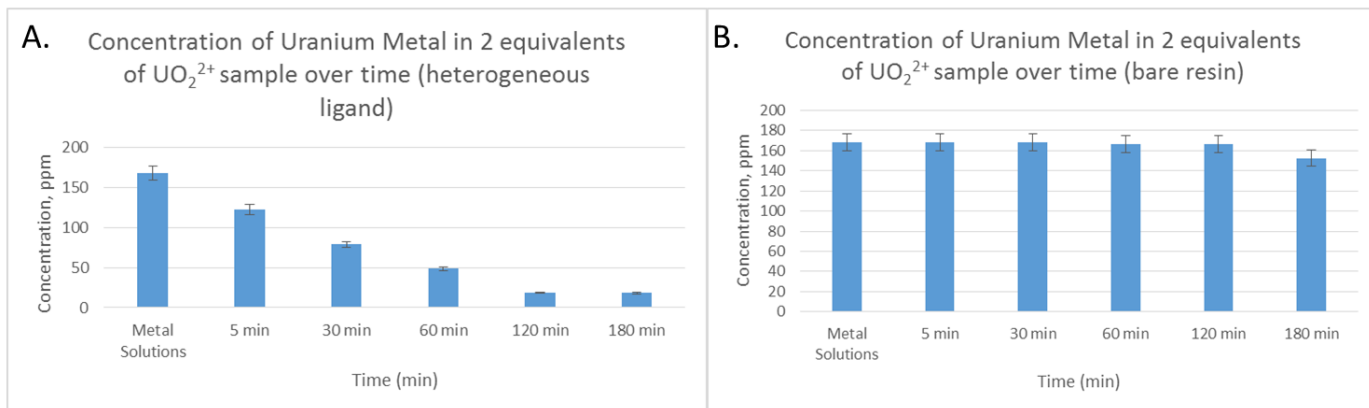 A.
Concentration of Uranium Metal in 2 equivalents
of UO₂²⁺ sample over time (heterogeneous
ligand)
200
150
100
50
0
Concentration, ppm
Metal
Solutions
5 min
30 min
60 min
120 min
180 min
Time (min)
B.
Concentration of Uranium Metal in 2 equivalents
of UO₂²⁺ sample over time (bare resin)
180
160
140
120
100
80
60
40
20
0
Concentration, ppm
Metal
Solutions
5 min
30 min
60 min
120 min
180 min
Time (min)